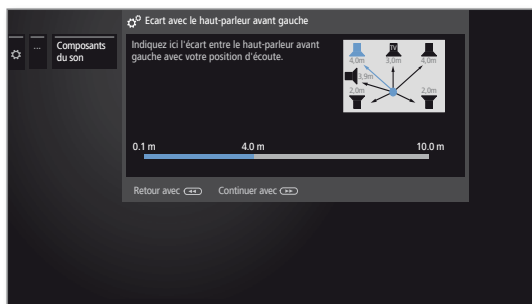 Ecart avec le haut-parleur avant gauche
...
Composants
du son
Indiquez ici l'écart entre le haut-parleur avant
gauche avec votre position d'écoute.
TV
4,0m 3,0m 4,0m
3,9m
2,0m 2,0m
0.1 m 4.0 m 10.0 m
Retour avec Continuer avec